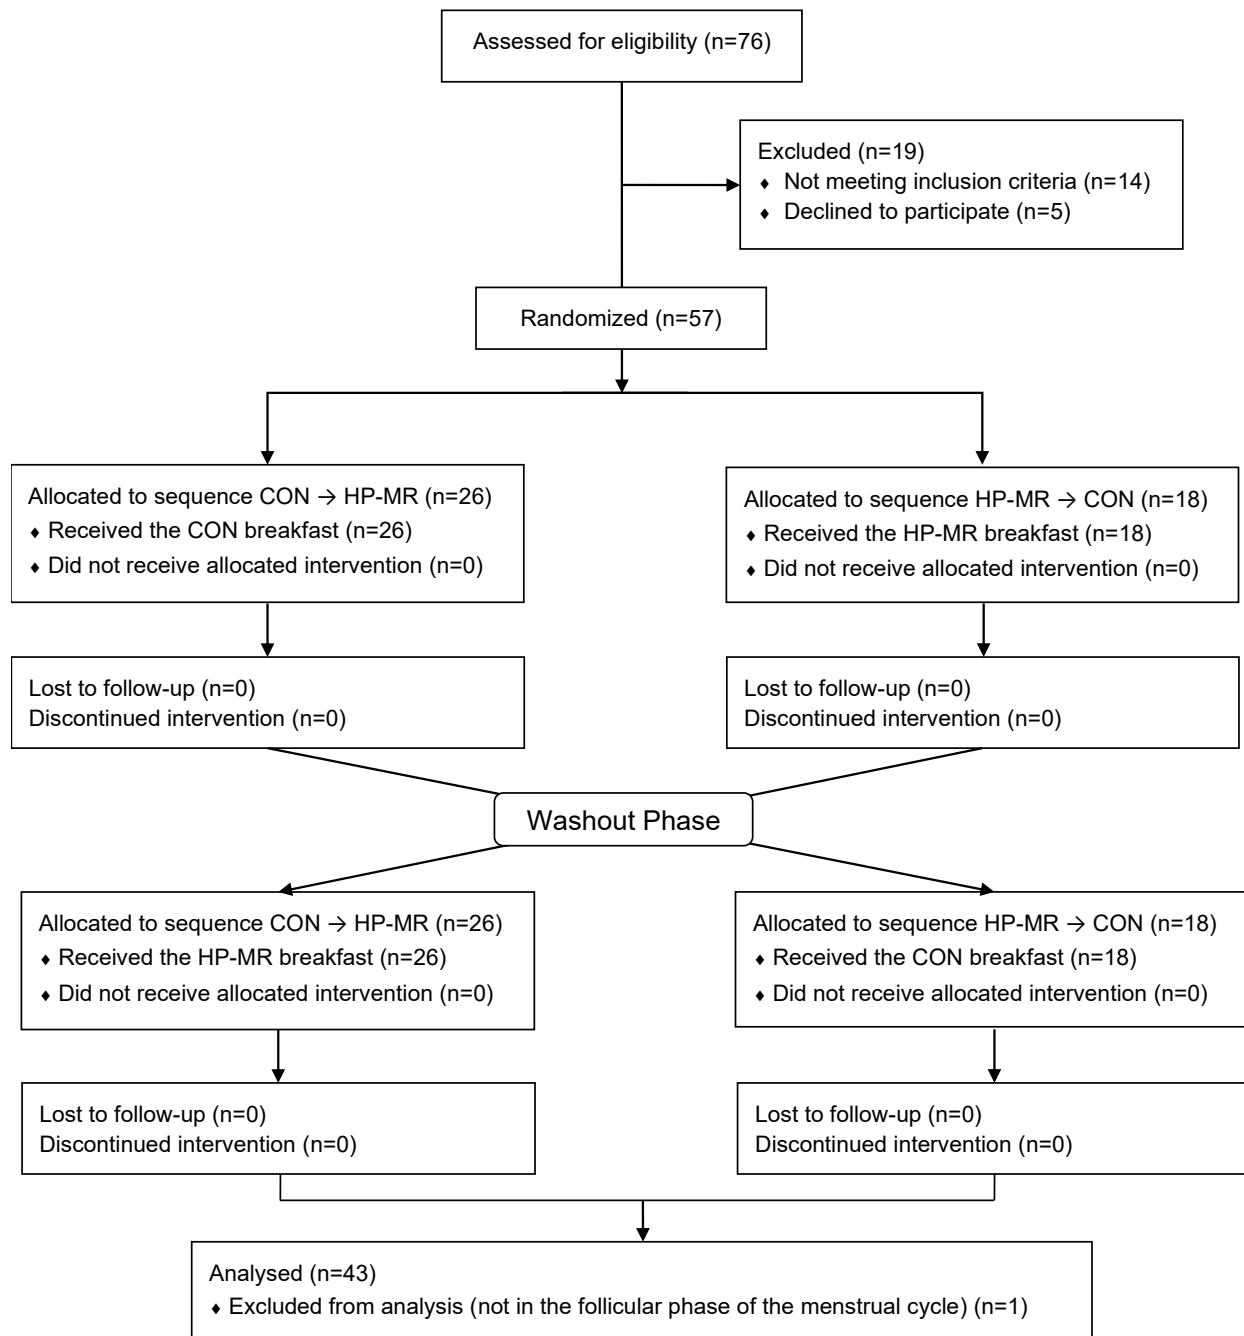 Assessed for eligibility (n=76)
Excluded (n=19)
♦ Not meeting inclusion criteria (n=14)
♦ Declined to participate (n=5)
Randomized (n=57)
Allocated to sequence CON → HP-MR (n=26)
♦ Received the CON breakfast (n=26)
♦ Did not receive allocated intervention (n=0)
Allocated to sequence HP-MR → CON (n=18)
♦ Received the HP-MR breakfast (n=18)
♦ Did not receive allocated intervention (n=0)
Lost to follow-up (n=0)
Discontinued intervention (n=0)
Lost to follow-up (n=0)
Discontinued intervention (n=0)
Washout Phase
Allocated to sequence CON → HP-MR (n=26)
♦ Received the HP-MR breakfast (n=26)
♦ Did not receive allocated intervention (n=0)
Allocated to sequence HP-MR → CON (n=18)
♦ Received the CON breakfast (n=18)
♦ Did not receive allocated intervention (n=0)
Lost to follow-up (n=0)
Discontinued intervention (n=0)
Lost to follow-up (n=0)
Discontinued intervention (n=0)
Analysed (n=43)
♦ Excluded from analysis (not in the follicular phase of the menstrual cycle) (n=1)